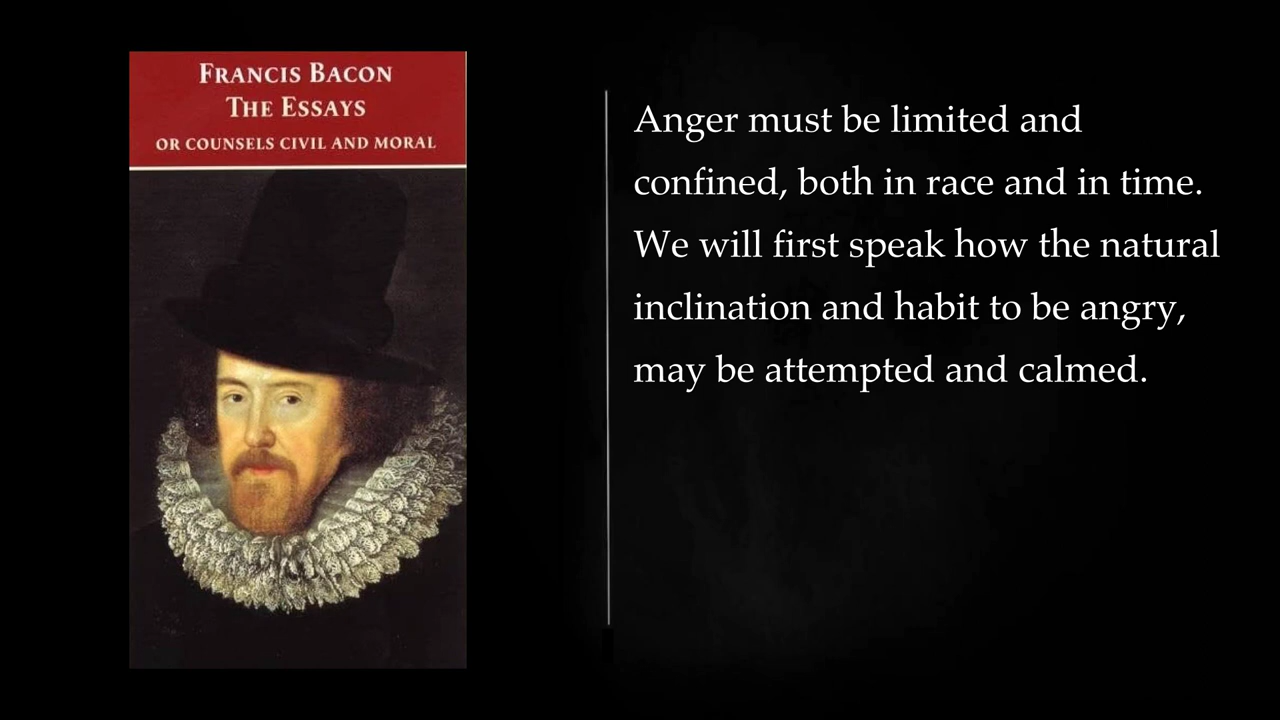 FRANCIS BACON
THE ESSAYS
OR COUNSELS CIVIL AND MORAL
Anger must be limited and
confined, both in race and in time.
We will first speak how the natural
inclination and habit to be angry,
may be attempted and calmed.